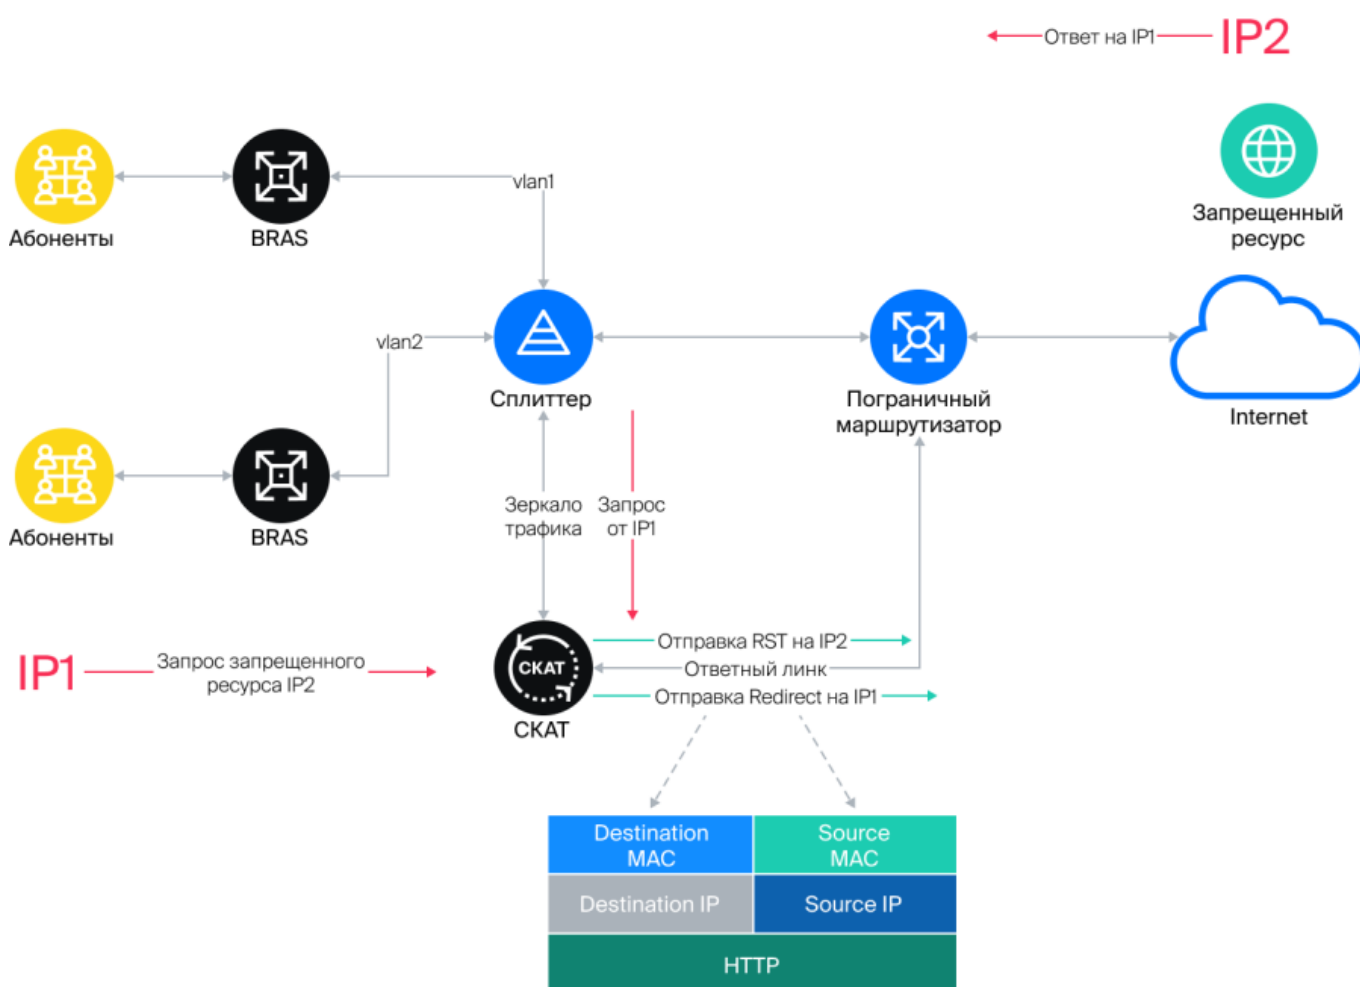 Ответ на IP1
IP2
Абоненты
BRAS
vlan1
Запрещенный
ресурс
vlan2
Сплиттер
Пограничный
маршрутизатор
Internet
Абоненты
BRAS
Зеркало
трафика
Запрос
от IP1
IP1
Запрос запрещенного
ресурса IP2
СКАТ
СКАТ
Отправка RST на IP2
Ответный линк
Отправка Redirect на IP1
Destination
MAC
Source
MAC
Destination IP
Source IP
HTTP